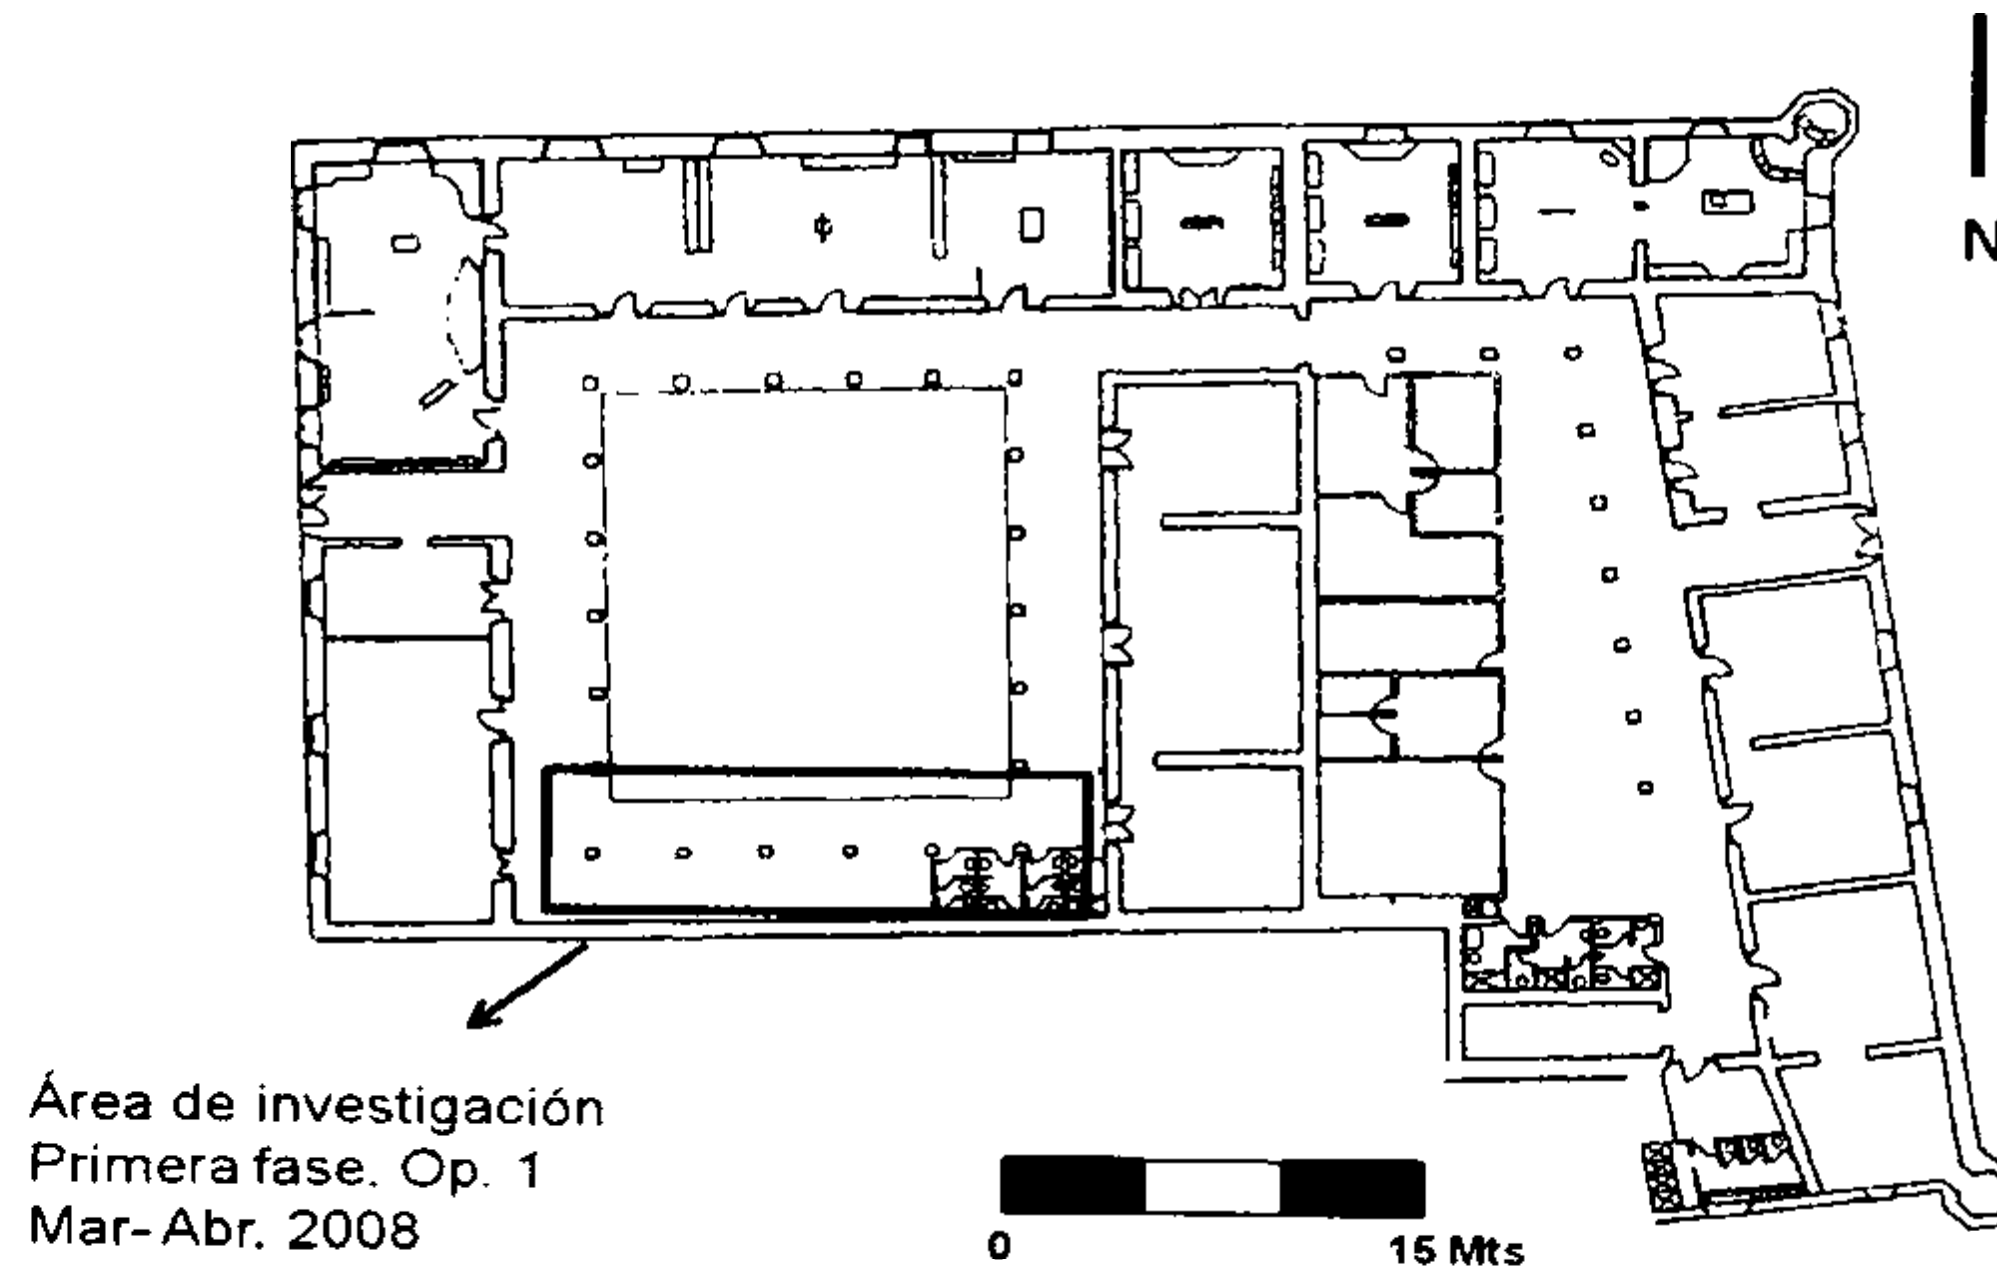 N
Área de investigación
Primera fase. Op. 1
Mar-Abr. 2008
0 15 Mts